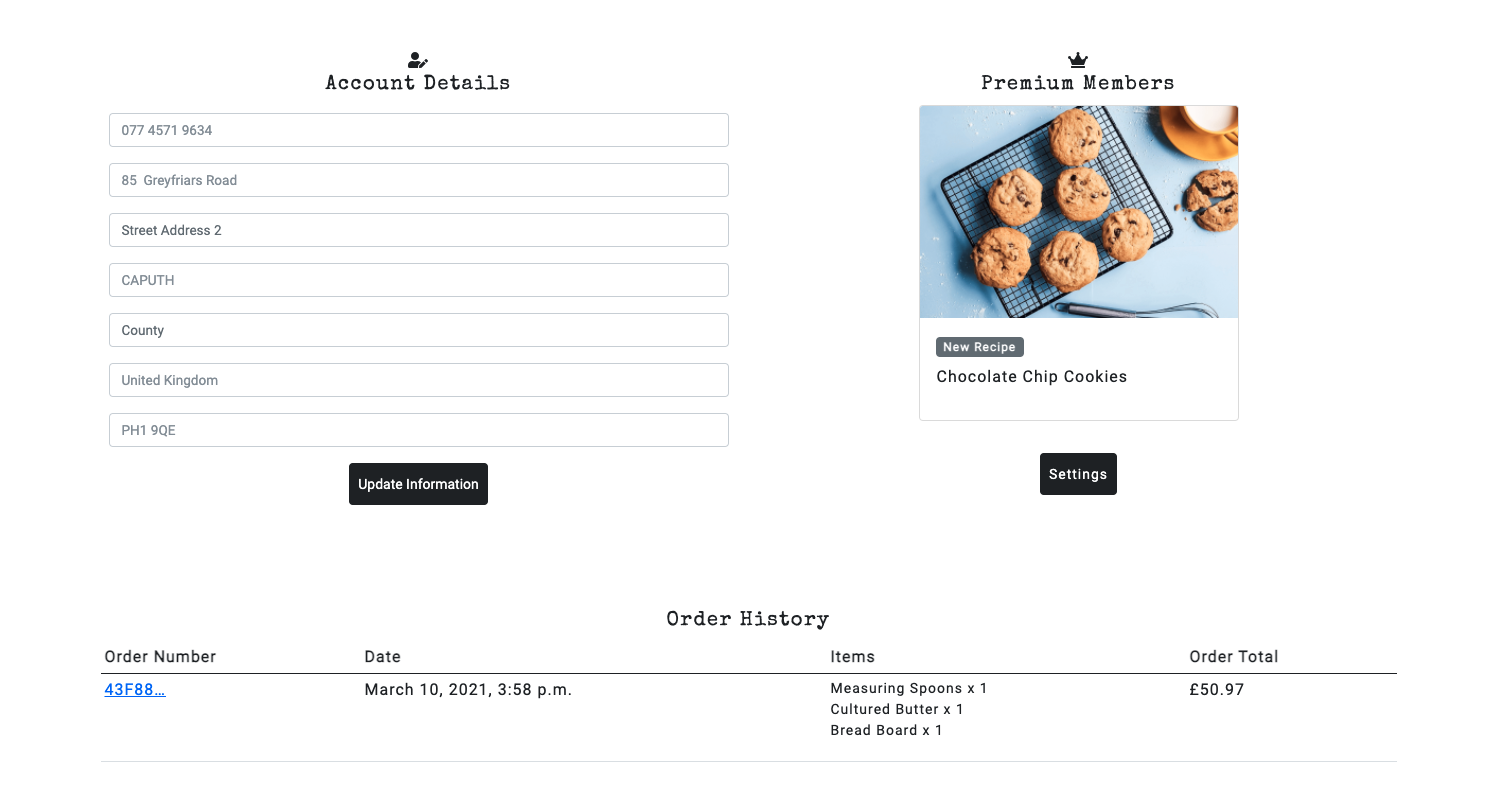 Account Details
077 4571 9634
85  Greyfriars Road
Street Address 2
CAPUTH
County
United Kingdom
PH1 9QE
Update Information
Premium Members
New Recipe
Chocolate Chip Cookies
Settings
Order History
Order Number Date Items Order Total
43F88… March 10, 2021, 3:58 p.m. Measuring Spoons x 1 £50.97
Cultured Butter x 1
Bread Board x 1